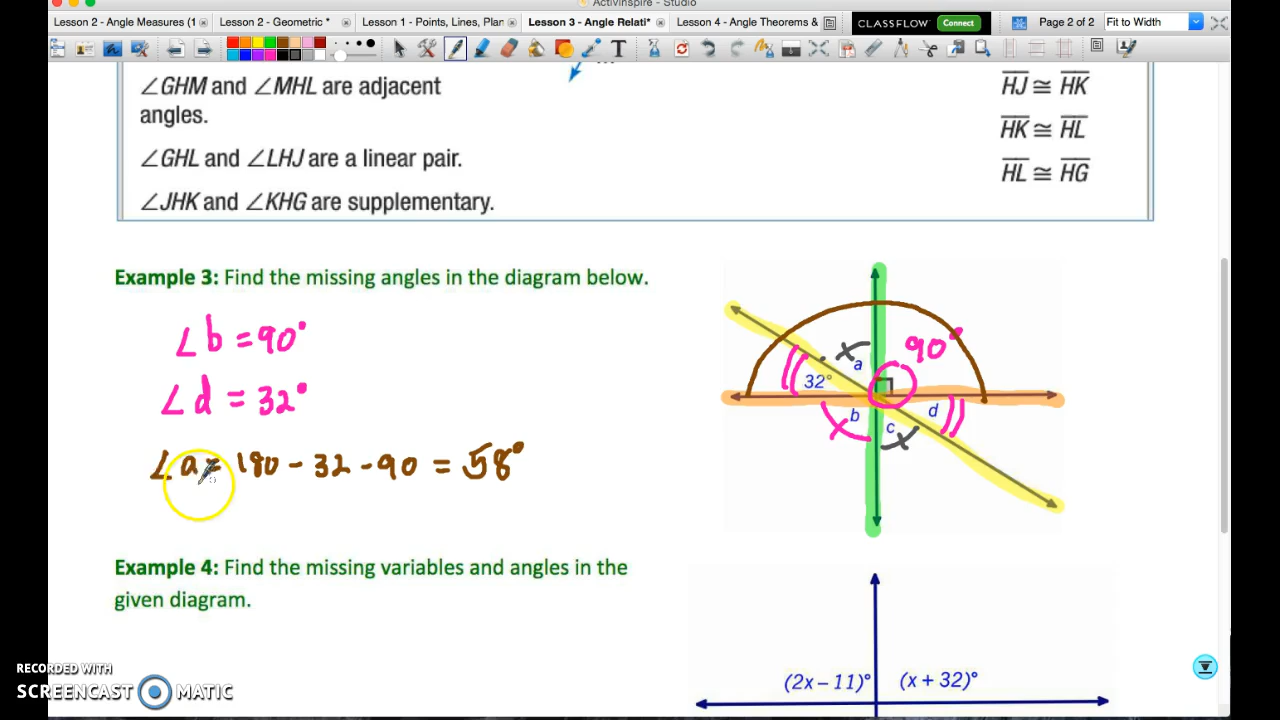 ActivInspire - Studio
Lesson 2 - Angle Measures (1
Lesson 2 - Geometric *
Lesson 1 - Points, Lines, Plan
Lesson 3 - Angle Relati*
Lesson 4 - Angle Theorems &
CLASSFLOW Connect
Page 2 of 2
Fit to Width
∠GHM and ∠MHL are adjacent
angles.
∠GHL and ∠LHJ are a linear pair.
∠JHK and ∠KHG are supplementary.
HJ ≅ HK
HK ≅ HL
HL ≅ HG
Example 3: Find the missing angles in the diagram below.
∠b = 90°
∠d = 32°
∠a = 180 - 32 - 90 = 58°
90°
a
32°
b
c
d
Example 4: Find the missing variables and angles in the
given diagram.
(2x – 11)°
(x + 32)°
RECORDED WITH
SCREENCAST MATIC